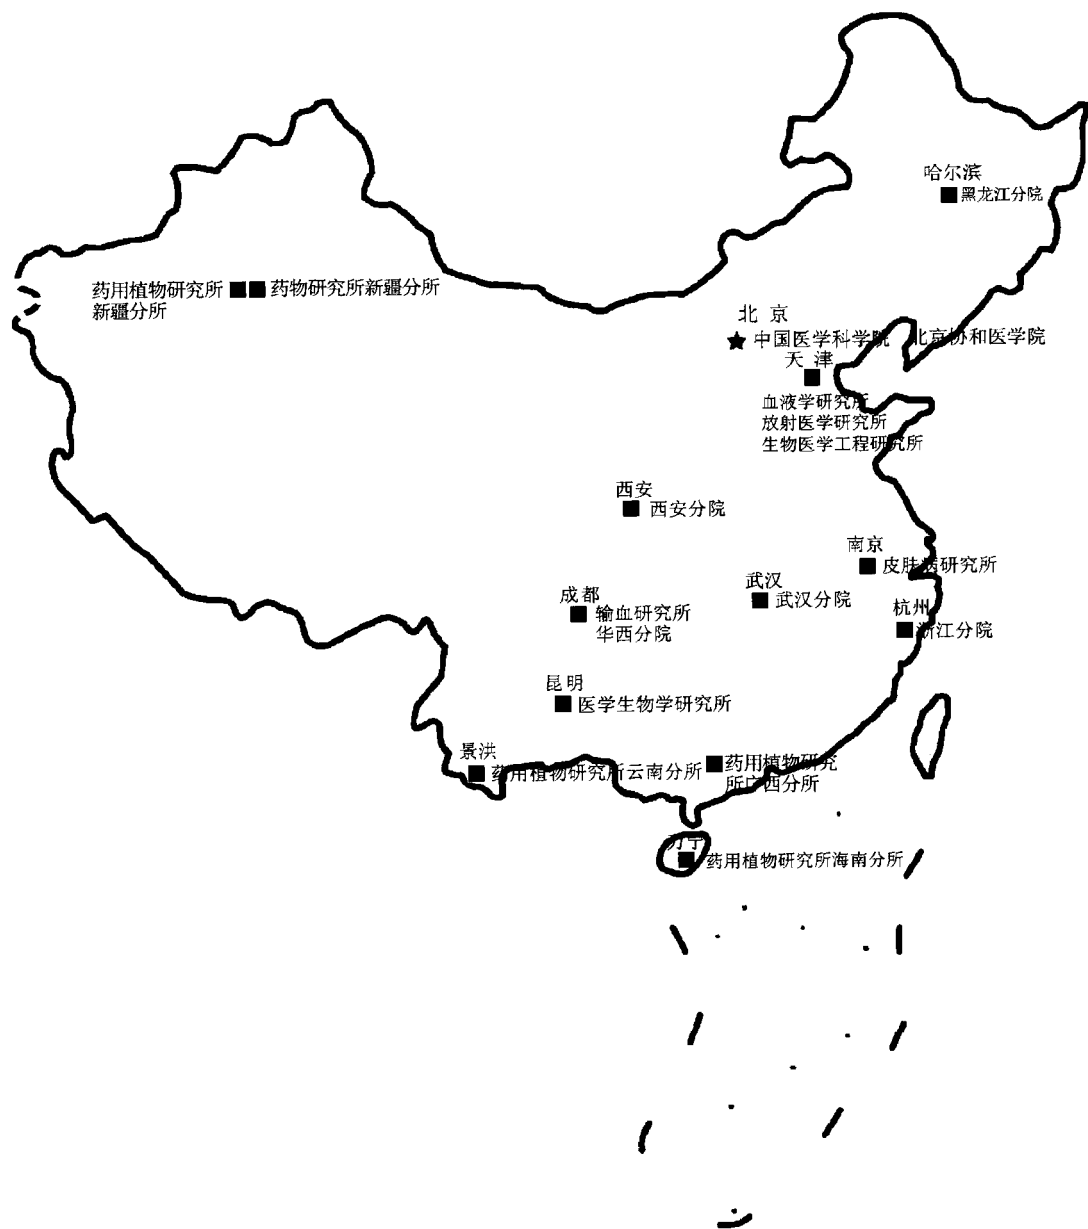 哈尔滨
黑龙江分院
药用植物研究所
新疆分所
药物研究所新疆分所
北 京
中国医学科学院 北京协和医学院
天 津
血液学研究所
放射医学研究所
生物医学工程研究所
西安
西安分院
南京
皮肤病研究所
武汉
武汉分院
成都
输血研究所
华西分院
杭州
浙江分院
昆明
医学生物学研究所
景洪
药用植物研究所云南分所
药用植物研究
所广西分所
万宁
药用植物研究所海南分所